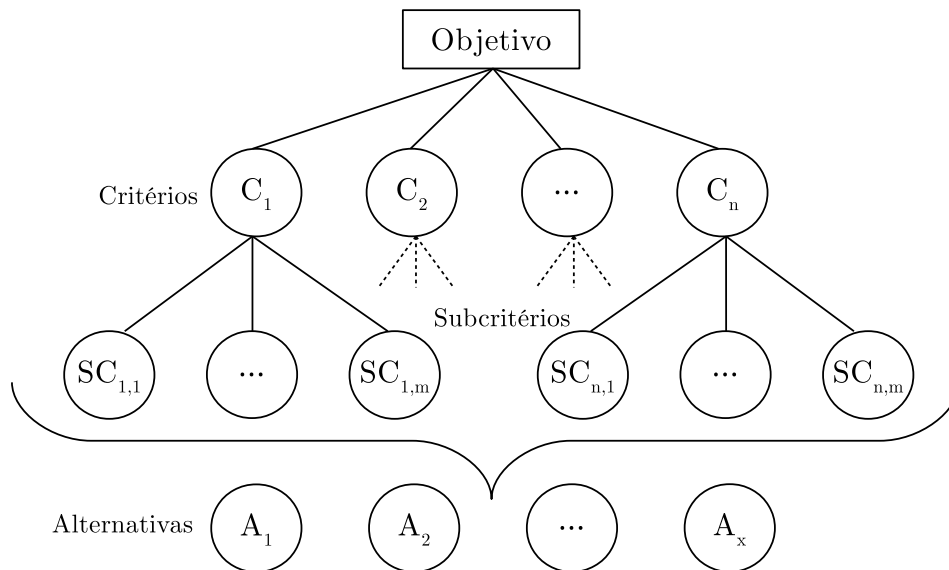 Objetivo
Critérios C₁ C₂ ... Cₙ
Subcritérios
SC₁,₁ ... SC₁,ₘ SCₙ,₁ ... SCₙ,ₘ
Alternativas A₁ A₂ ... Aₓ